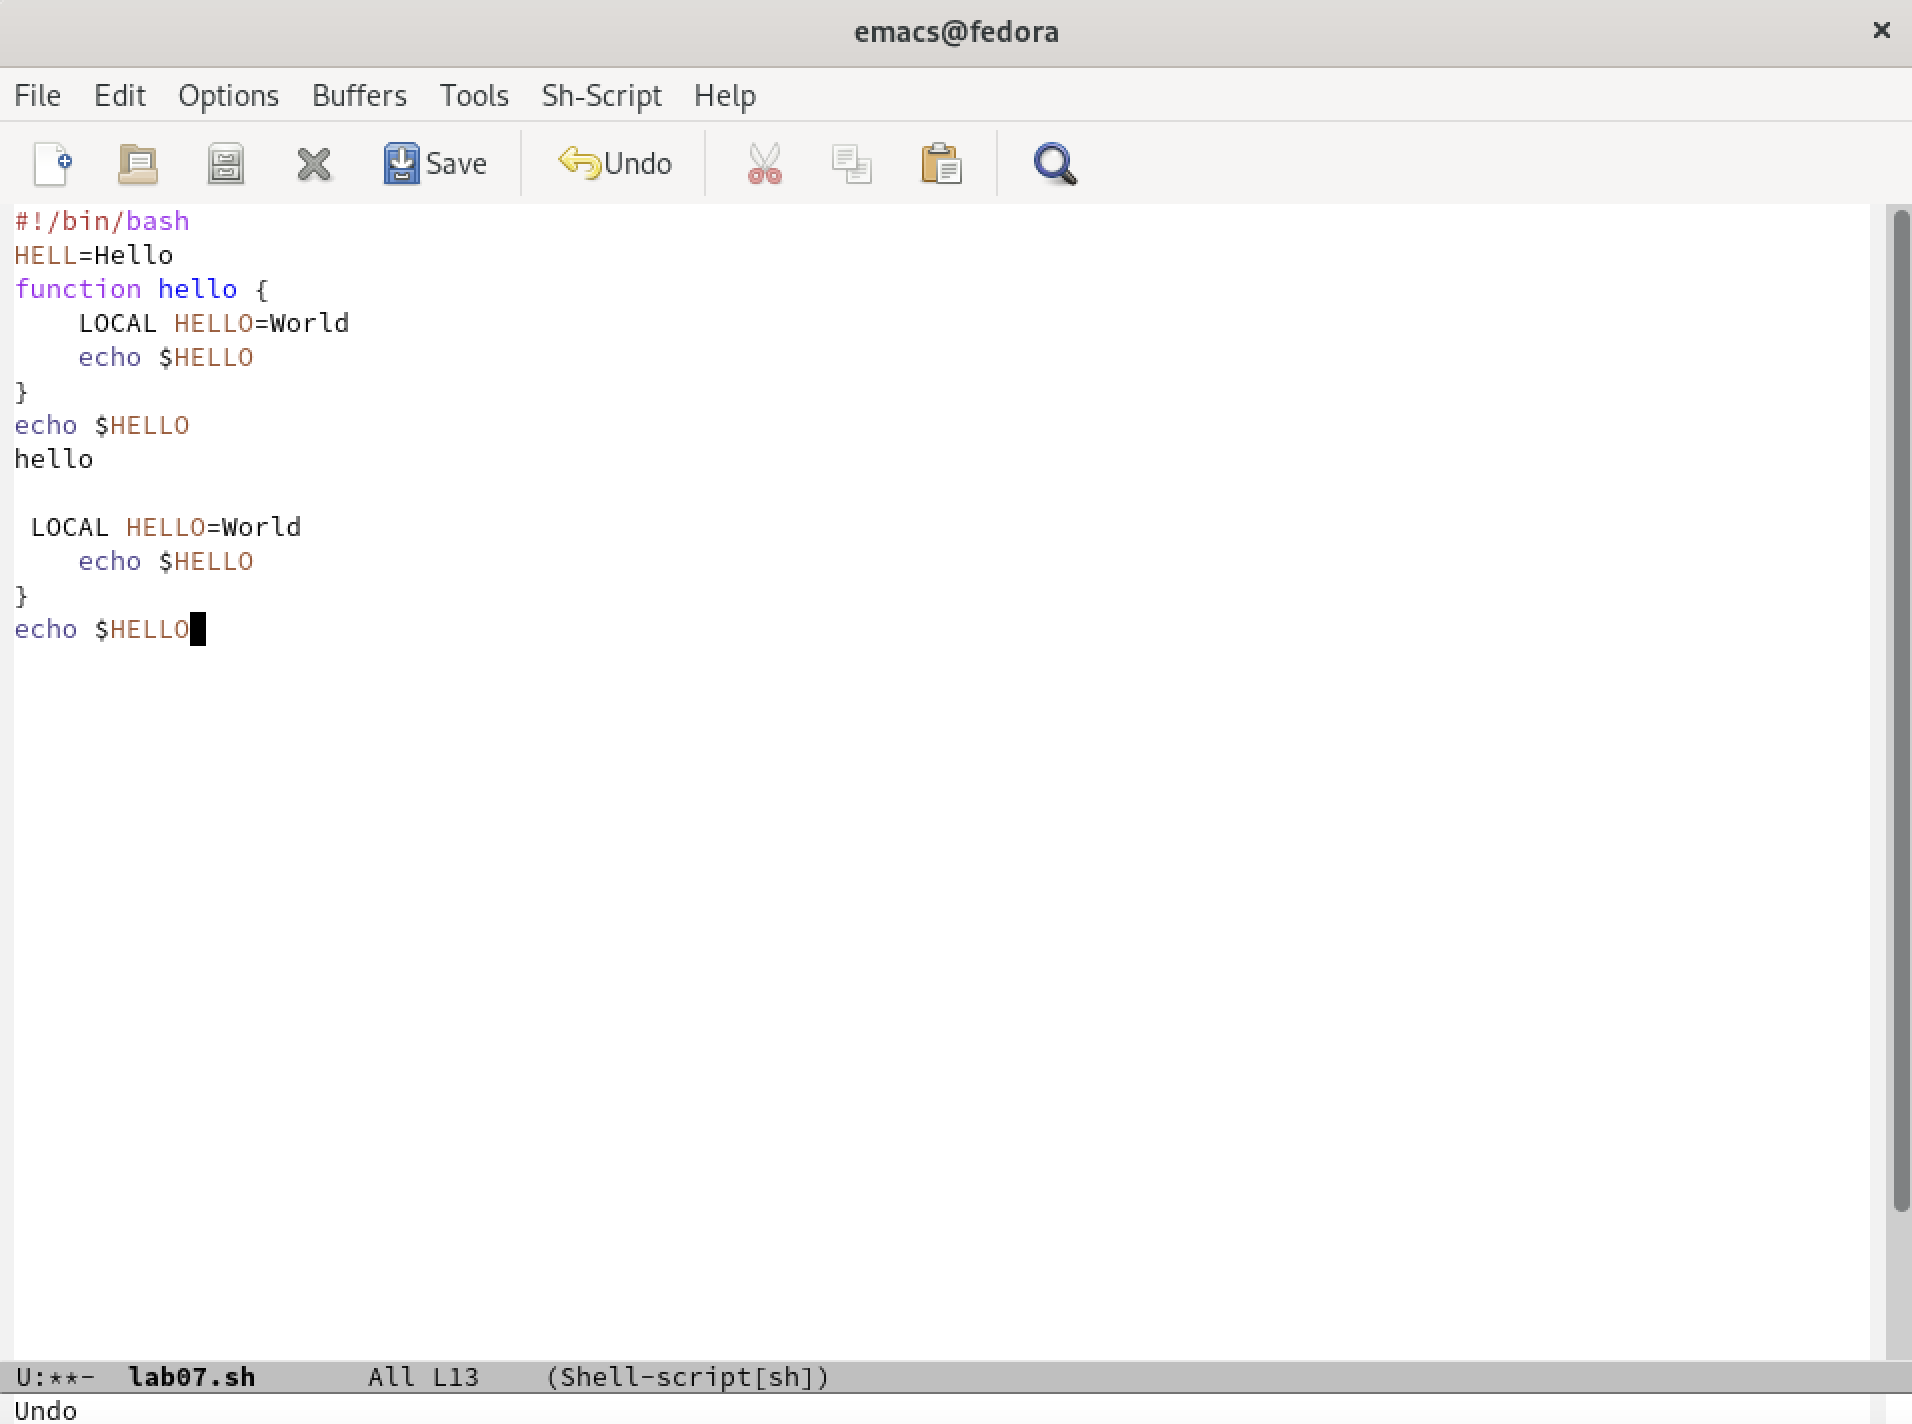 emacs@fedora
File Edit Options Buffers Tools Sh-Script Help
Save Undo
#!/bin/bash
HELL=Hello
function hello {
    LOCAL HELLO=World
    echo $HELLO
}
echo $HELLO
hello

 LOCAL HELLO=World
    echo $HELLO
}
echo $HELLO
U:**-  lab07.sh       All L13    (Shell-script[sh])
Undo